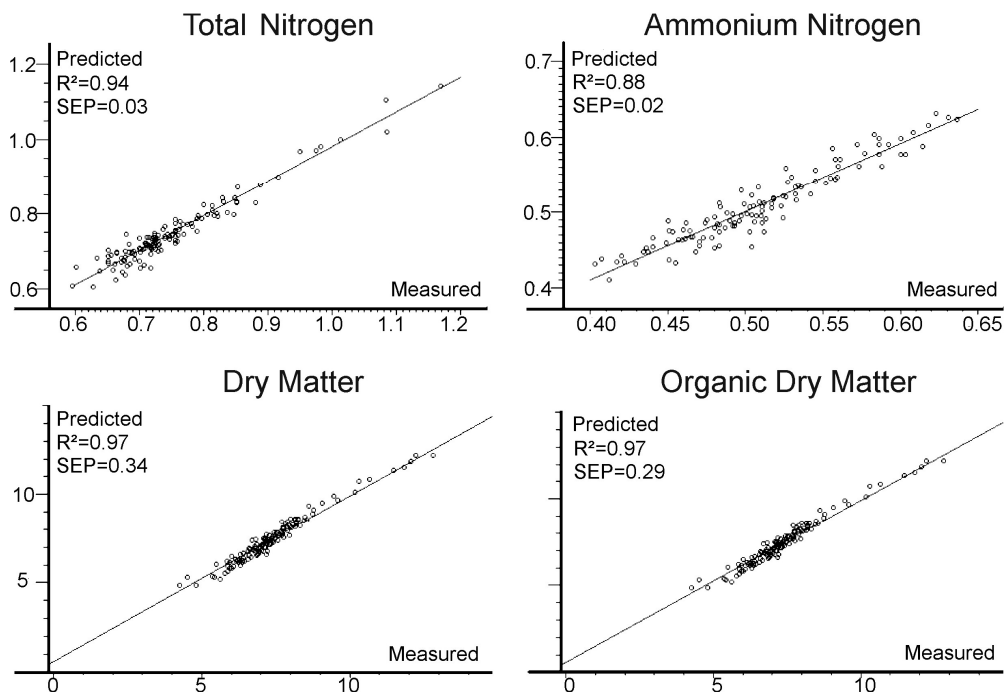 Total Nitrogen
Predicted
R²=0.94
SEP=0.03
1.2
1.0
0.8
0.6
Measured
0.6 0.7 0.8 0.9 1.0 1.1 1.2
Ammonium Nitrogen
Predicted
R²=0.88
SEP=0.02
0.7
0.6
0.5
0.4
Measured
0.40 0.45 0.50 0.55 0.60 0.65
Dry Matter
Predicted
R²=0.97
SEP=0.34
10
5
Measured
0 5 10
Organic Dry Matter
Predicted
R²=0.97
SEP=0.29
Measured
0 5 10